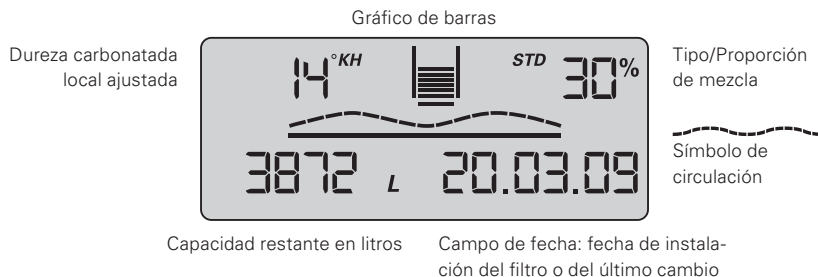 Gráfico de barras
Dureza carbonatada
local ajustada
14 °KH
STD 30%
Tipo/Proporción
de mezcla
Símbolo de
circulación
3872 L 20.03.09
Capacidad restante en litros
Campo de fecha: fecha de instala-
ción del filtro o del último cambio